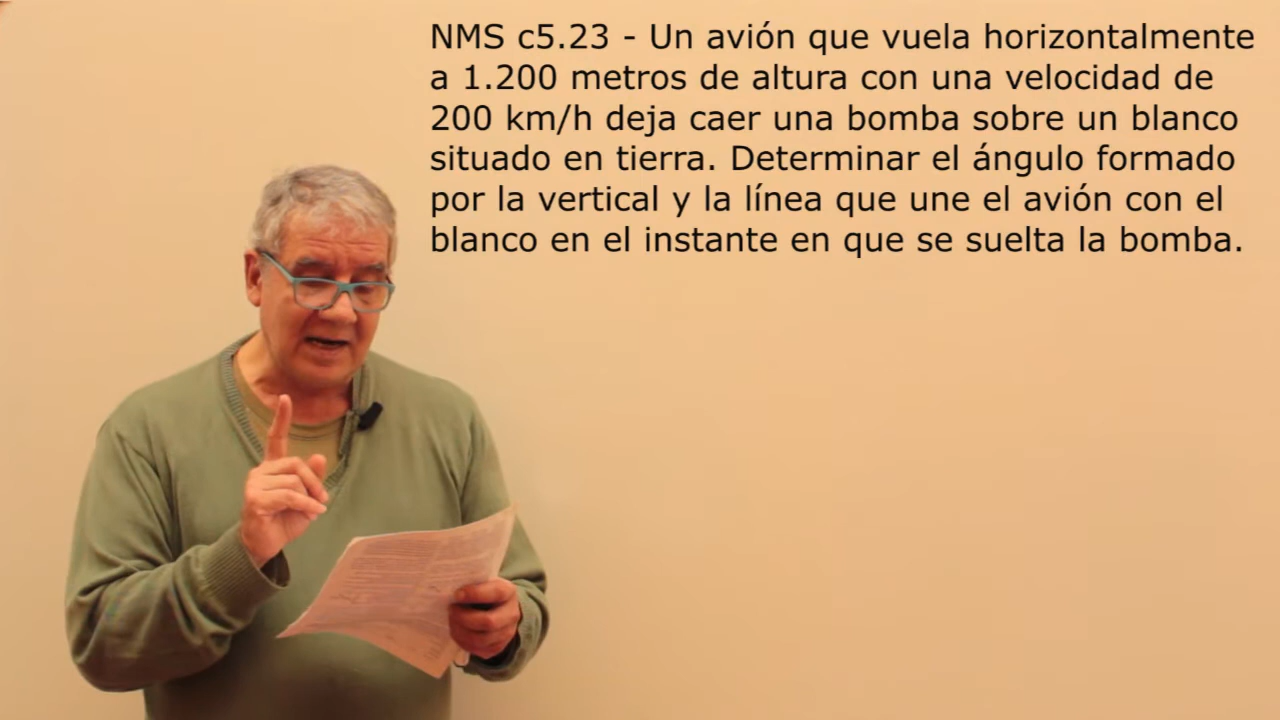 NMS c5.23 - Un avión que vuela horizontalmente
a 1.200 metros de altura con una velocidad de
200 km/h deja caer una bomba sobre un blanco
situado en tierra. Determinar el ángulo formado
por la vertical y la línea que une el avión con el
blanco en el instante en que se suelta la bomba.